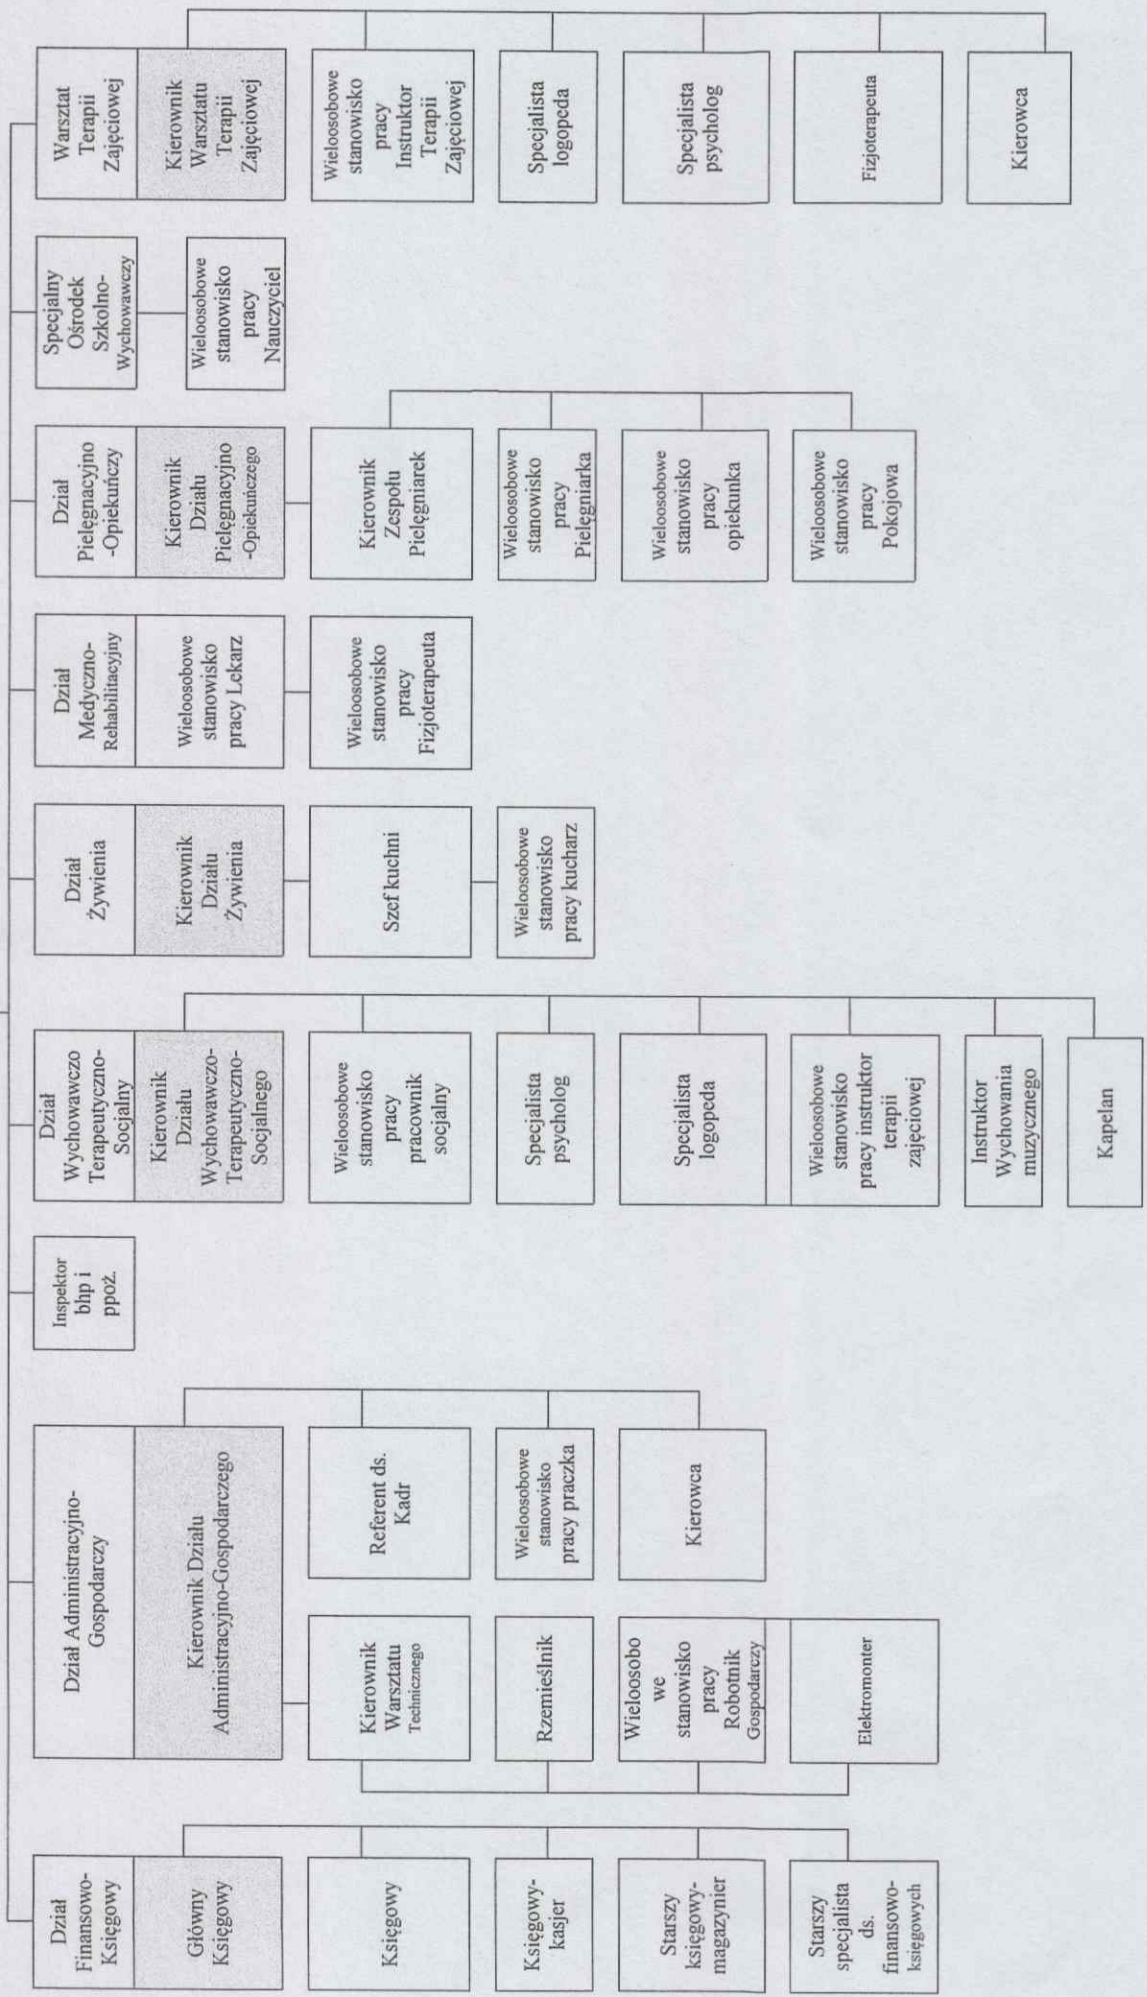 Dział
Finansowo-
Księgowy
Główny
Księgowy
Księgowy
Księgowy-
kasjer
Starszy
księgowy-
magazynier
Starszy
specjalista
ds.
finansowo-
księgowych
Dział Administracyjno-
Gospodarczy
Kierownik Działu
Administracyjno-Gospodarczego
Kierownik
Warsztatu
Technicznego
Rzemieślnik
Wieloosobo
we
stanowisko
pracy
Robotnik
Gospodarczy
Elektromonter
Referent ds.
Kadr
Wieloosobowe
stanowisko
pracy praczka
Kierowca
Inspektor
bhp i
ppoż.
Dział
Wychowawczo
Terapeutyczno-
Socjalny
Kierownik
Działu
Wychowawczo-
Terapeutyczno-
Socjalnego
Wieloosobowe
stanowisko
pracy
pracownik
socjalny
Specjalista
psycholog
Specjalista
logopeda
Wieloosobowe
stanowisko
pracy instruktor
terapii
zajęciowej
Instruktor
Wychowania
muzycznego
Kapelan
Dział
Żywienia
Kierownik
Działu
Żywienia
Szef kuchni
Wieloosobowe
stanowisko
pracy kucharz
Dział
Medyczno-
Rehabilitacyjny
Wieloosobowe
stanowisko
pracy Lekarz
Wieloosobowe
stanowisko
pracy
Fizjoterapeuta
Dział
Pielęgnacyjno
-Opiekuńczy
Kierownik
Działu
Pielęgnacyjno
-Opiekuńczego
Kierownik
Zespołu
Pielęgniarek
Wieloosobowe
stanowisko
pracy
Pielęgniarka
Wieloosobowe
stanowisko
pracy
opiekunka
Wieloosobowe
stanowisko
pracy
Pokojowa
Specjalny
Ośrodek
Szkolno-
Wychowawczy
Wieloosobowe
stanowisko
pracy
Nauczyciel
Warsztat
Terapii
Zajęciowej
Kierownik
Warsztatu
Terapii
Zajęciowej
Wieloosobowe
stanowisko
pracy
Instruktor
Terapii
Zajęciowej
Specjalista
logopeda
Specjalista
psycholog
Fizjoterapeuta
Kierowca